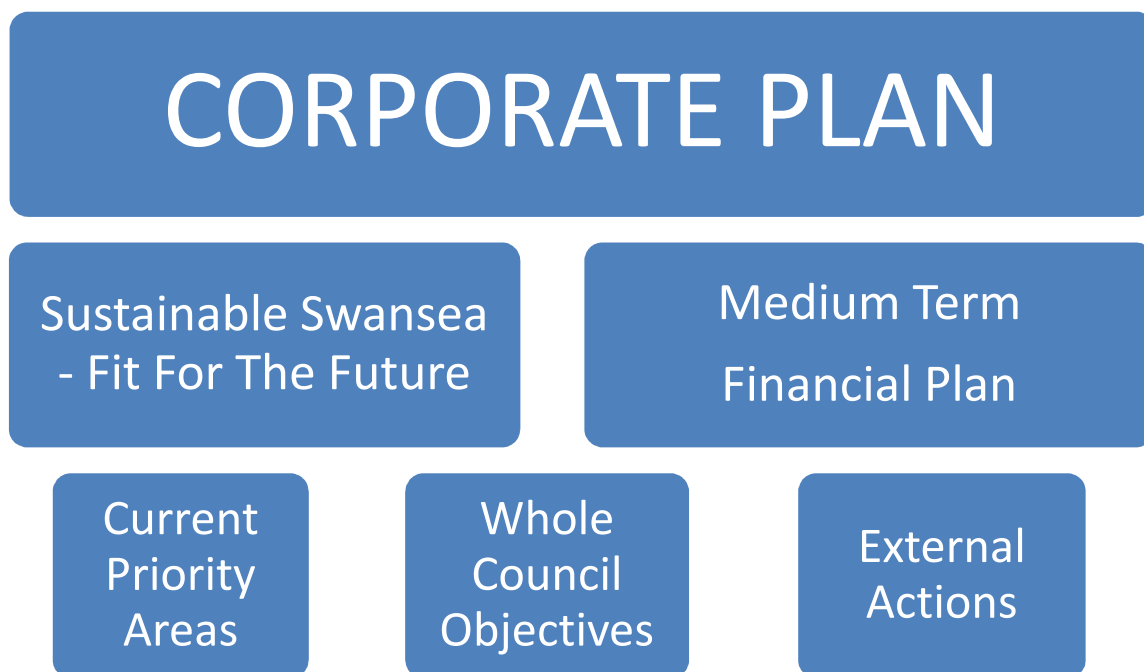 CORPORATE PLAN
Sustainable Swansea
- Fit For The Future
Medium Term
Financial Plan
Current
Priority
Areas
Whole
Council
Objectives
External
Actions